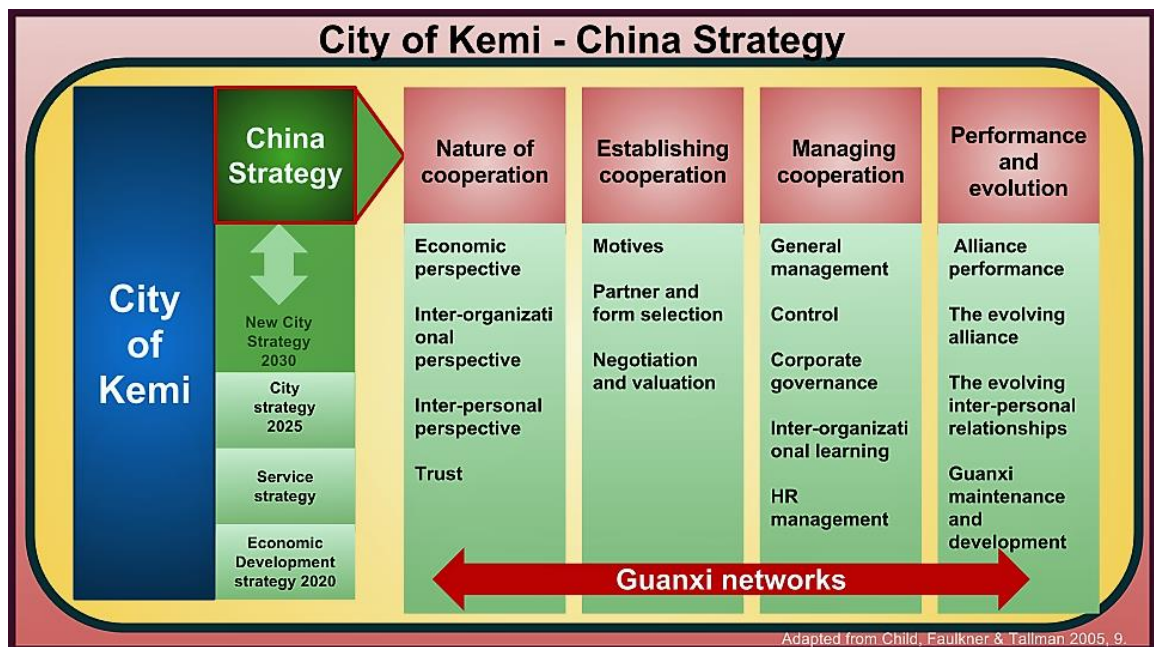 City of Kemi - China Strategy
City
of
Kemi
China
Strategy
New City
Strategy
2030
City
strategy
2025
Service
strategy
Economic
Development
strategy 2020
Nature of
cooperation
Economic
perspective
Inter-organizati
onal
perspective
Inter-personal
perspective
Trust
Establishing
cooperation
Motives
Partner and
form selection
Negotiation
and valuation
Managing
cooperation
General
management
Control
Corporate
governance
Inter-organizati
onal learning
HR
management
Performance
and
evolution
Alliance
performance
The evolving
alliance
The evolving
inter-personal
relationships
Guanxi
maintenance
and
development
Guanxi networks
Adapted from Child, Faulkner & Tallman 2005, 9.